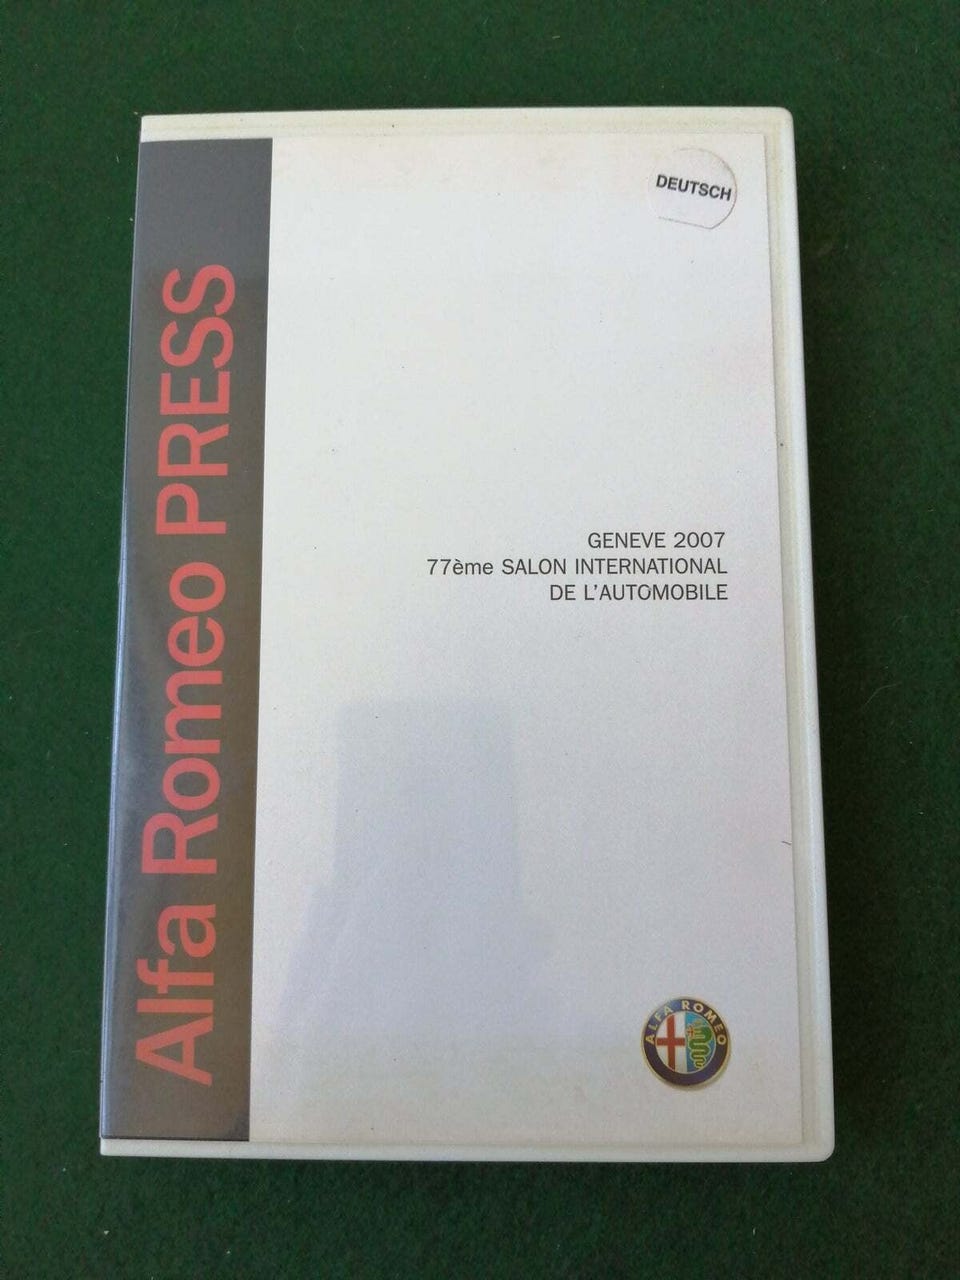 DEUTSCH
Alfa Romeo PRESS
GENEVE 2007
77ème SALON INTERNATIONAL
DE L'AUTOMOBILE
ALFA ROMEO